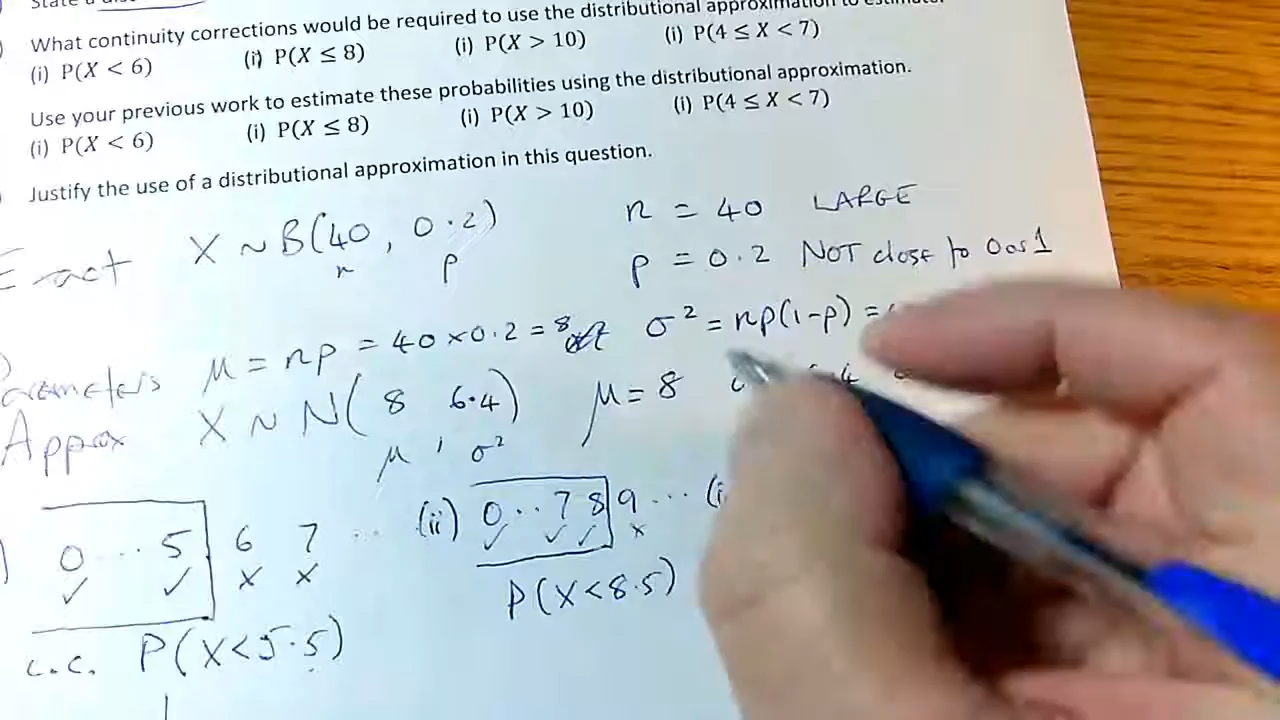 What continuity corrections would be required to use the distributional approximation to estimate:
(i) P(X < 6) (i) P(X ≤ 8) (i) P(X > 10) (i) P(4 ≤ X < 7)
Use your previous work to estimate these probabilities using the distributional approximation.
(i) P(X < 6) (i) P(X ≤ 8) (i) P(X > 10) (i) P(4 ≤ X < 7)
Justify the use of a distributional approximation in this question.
Exact X ~ B(40, 0.2) n = 40 LARGE
n p p = 0.2 NOT close to 0 or 1
Parameters μ = np = 40×0.2 = 8 σ² = np(1-p) =
Approx X ~ N(8 6.4) μ = 8
μ , σ²
0 ... 5 6 7 ... (ii) 0 .. 7 8 9 ... (i
✓ ✓ x x ✓ ✓ ✓ x
c.c. P(X<5.5) P(X<8.5)